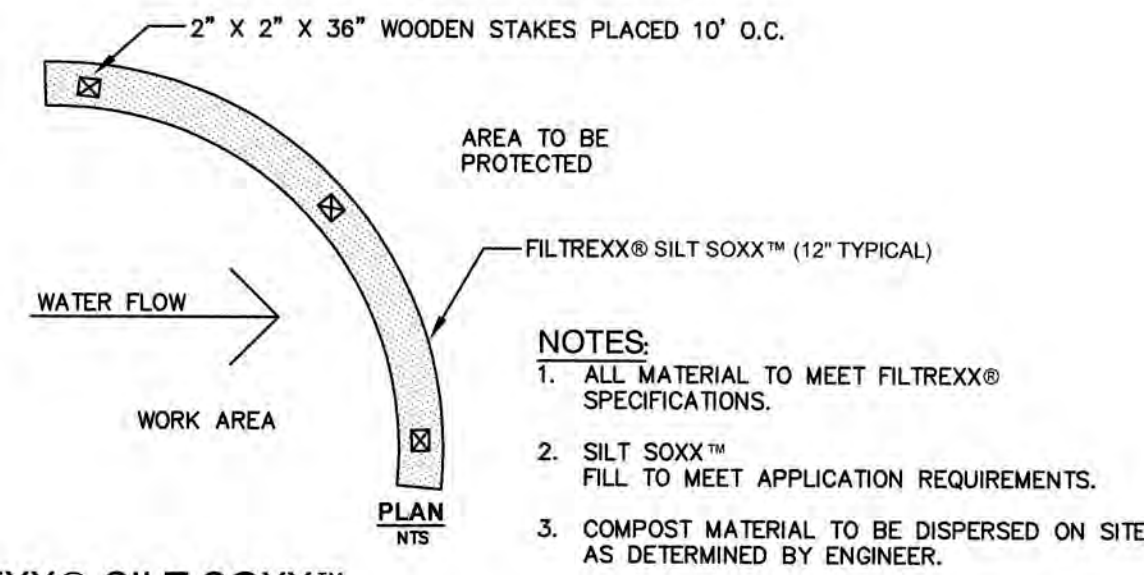 2" X 2" X 36" WOODEN STAKES PLACED 10' O.C.
AREA TO BE
PROTECTED
FILTREXX® SILT SOXX™ (12" TYPICAL)
WATER FLOW
WORK AREA
PLAN
NTS
NOTES:
1. ALL MATERIAL TO MEET FILTREXX®
SPECIFICATIONS.
2. SILT SOXX™
FILL TO MEET APPLICATION REQUIREMENTS.
3. COMPOST MATERIAL TO BE DISPERSED ON SITE
AS DETERMINED BY ENGINEER.